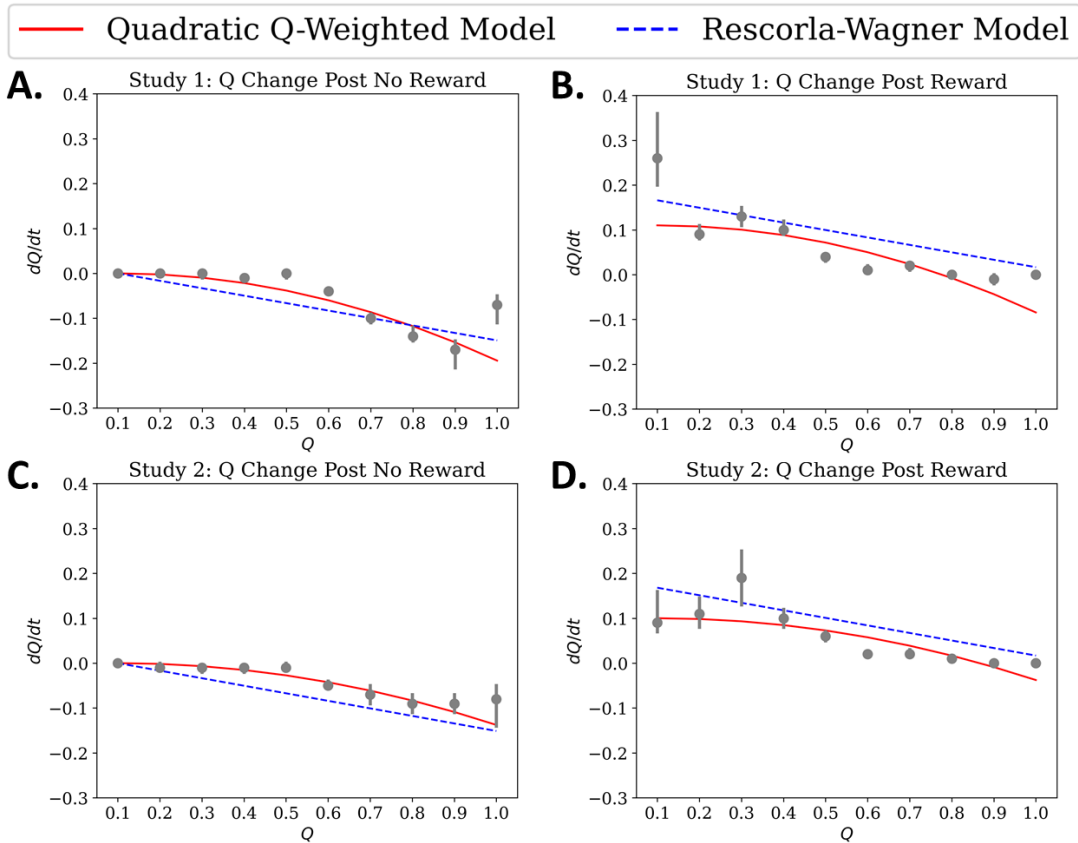 Quadratic Q-Weighted Model
Rescorla-Wagner Model
A.
Study 1: Q Change Post No Reward
0.4
0.3
0.2
0.1
0.0
−0.1
−0.2
−0.3
dQ/dt
0.1 0.2 0.3 0.4 0.5 0.6 0.7 0.8 0.9 1.0
Q
B.
Study 1: Q Change Post Reward
0.4
0.3
0.2
0.1
0.0
−0.1
−0.2
−0.3
dQ/dt
0.1 0.2 0.3 0.4 0.5 0.6 0.7 0.8 0.9 1.0
Q
C.
Study 2: Q Change Post No Reward
0.4
0.3
0.2
0.1
0.0
−0.1
−0.2
−0.3
dQ/dt
0.1 0.2 0.3 0.4 0.5 0.6 0.7 0.8 0.9 1.0
Q
D.
Study 2: Q Change Post Reward
0.4
0.3
0.2
0.1
0.0
−0.1
−0.2
−0.3
dQ/dt
0.1 0.2 0.3 0.4 0.5 0.6 0.7 0.8 0.9 1.0
Q